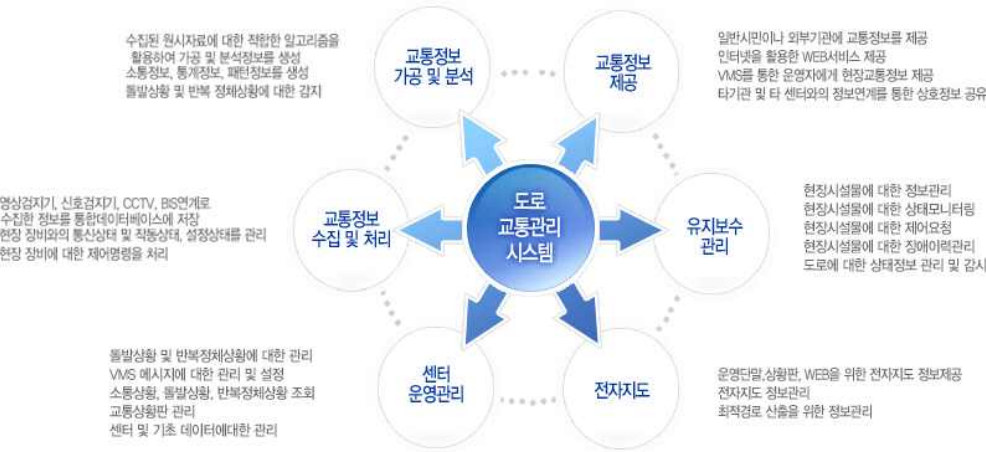 수집된 원시자료에 대한 적합한 알고리즘을
활용하여 가공 및 분석정보를 생성
소통정보, 통계정보, 패턴정보를 생성
돌발상황 및 반복 정체상황에 대한 감지
교통정보
가공 및 분석
교통정보
제공
일반시민이나 외부기관에 교통정보를 제공
인터넷을 활용한 WEB서비스 제공
VMS를 통한 운영자에게 현장교통정보 제공
타기관 및 타 센터와의 정보연계를 통한 상호정보 공유
영상검지기, 신호검지기, CCTV, BIS연계로
수집한 정보를 통합데이터베이스에 저장
현장 장비와의 통신상태 및 작동상태, 설정상태를 관리
현장 장비에 대한 제어명령을 처리
교통정보
수집 및 처리
도로
교통관리
시스템
유지보수
관리
현장시설물에 대한 정보관리
현장시설물에 대한 상태모니터링
현장시설물에 대한 제어요청
현장시설물에 대한 장애이력관리
도로에 대한 상태정보 관리 및 감시
돌발상황 및 반복정체상황에 대한 관리
VMS 메시지에 대한 관리 및 설정
소통상황, 돌발상황, 반복정체상황 조회
교통상황판 관리
센터 및 기초 데이터에대한 관리
센터
운영관리
전자지도
운영단말,상황판, WEB을 위한 전자지도 정보제공
전자지도 정보관리
최적경로 산출을 위한 정보관리